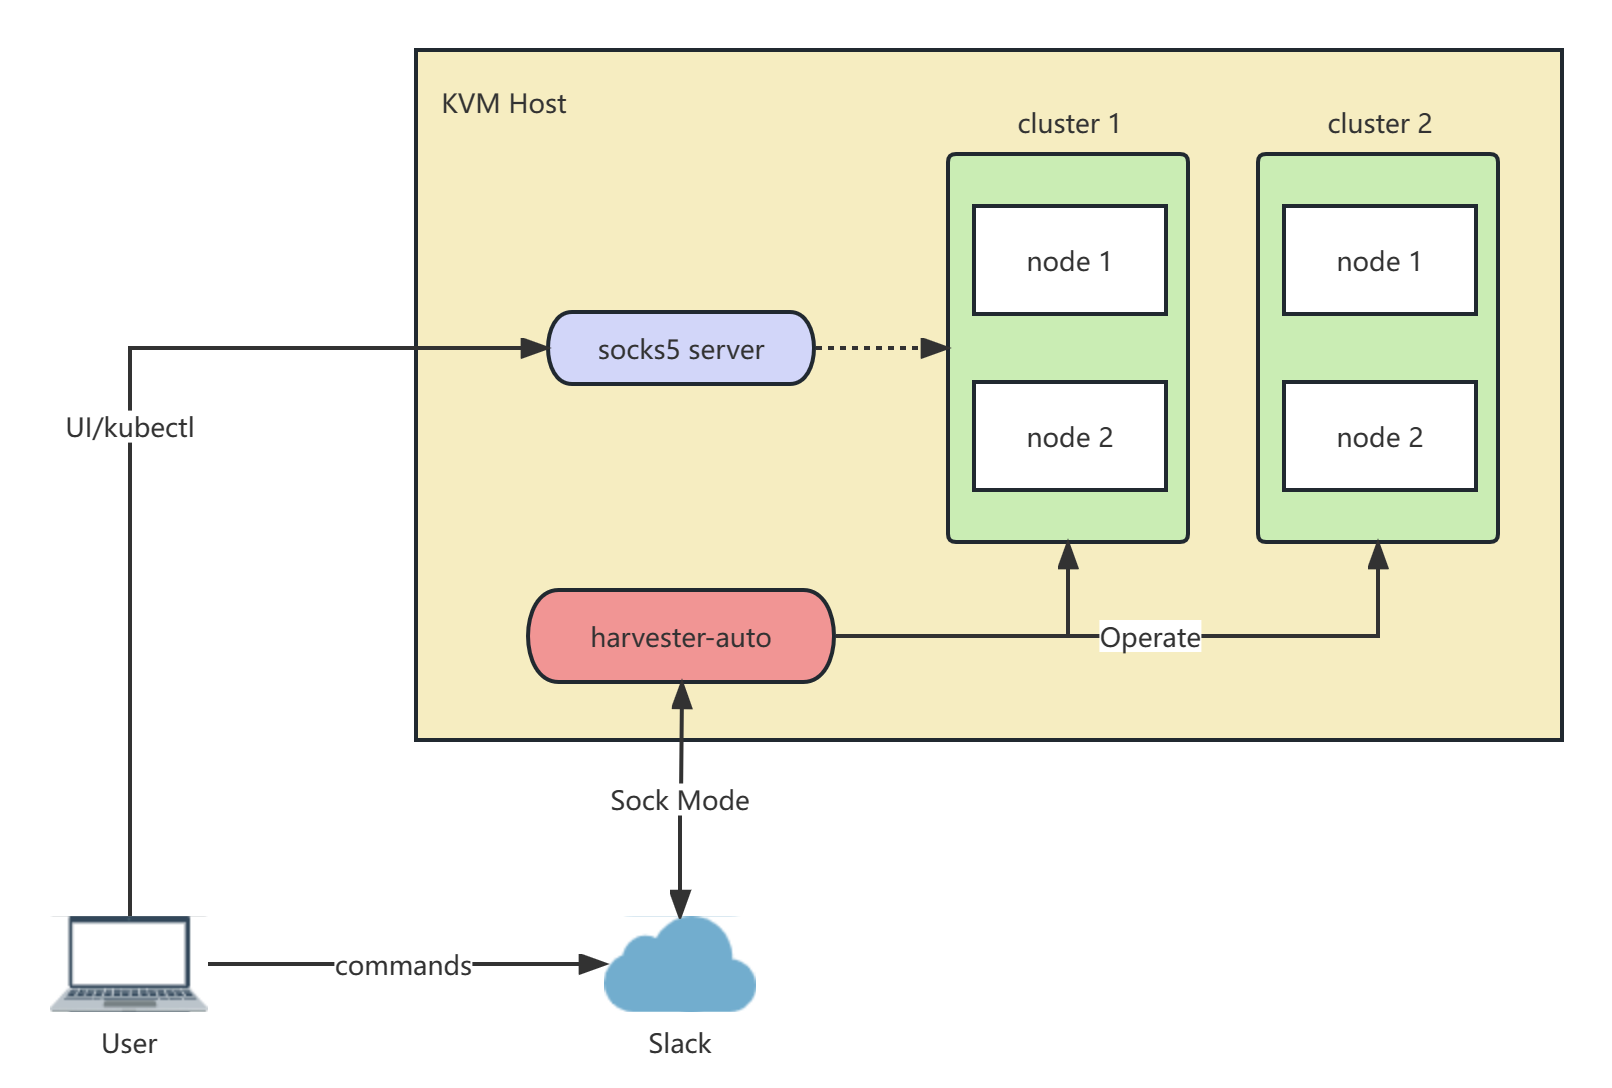 KVM Host
cluster 1
cluster 2
node 1
node 1
socks5 server
UI/kubectl
node 2
node 2
harvester-auto
Operate
Sock Mode
commands
User
Slack